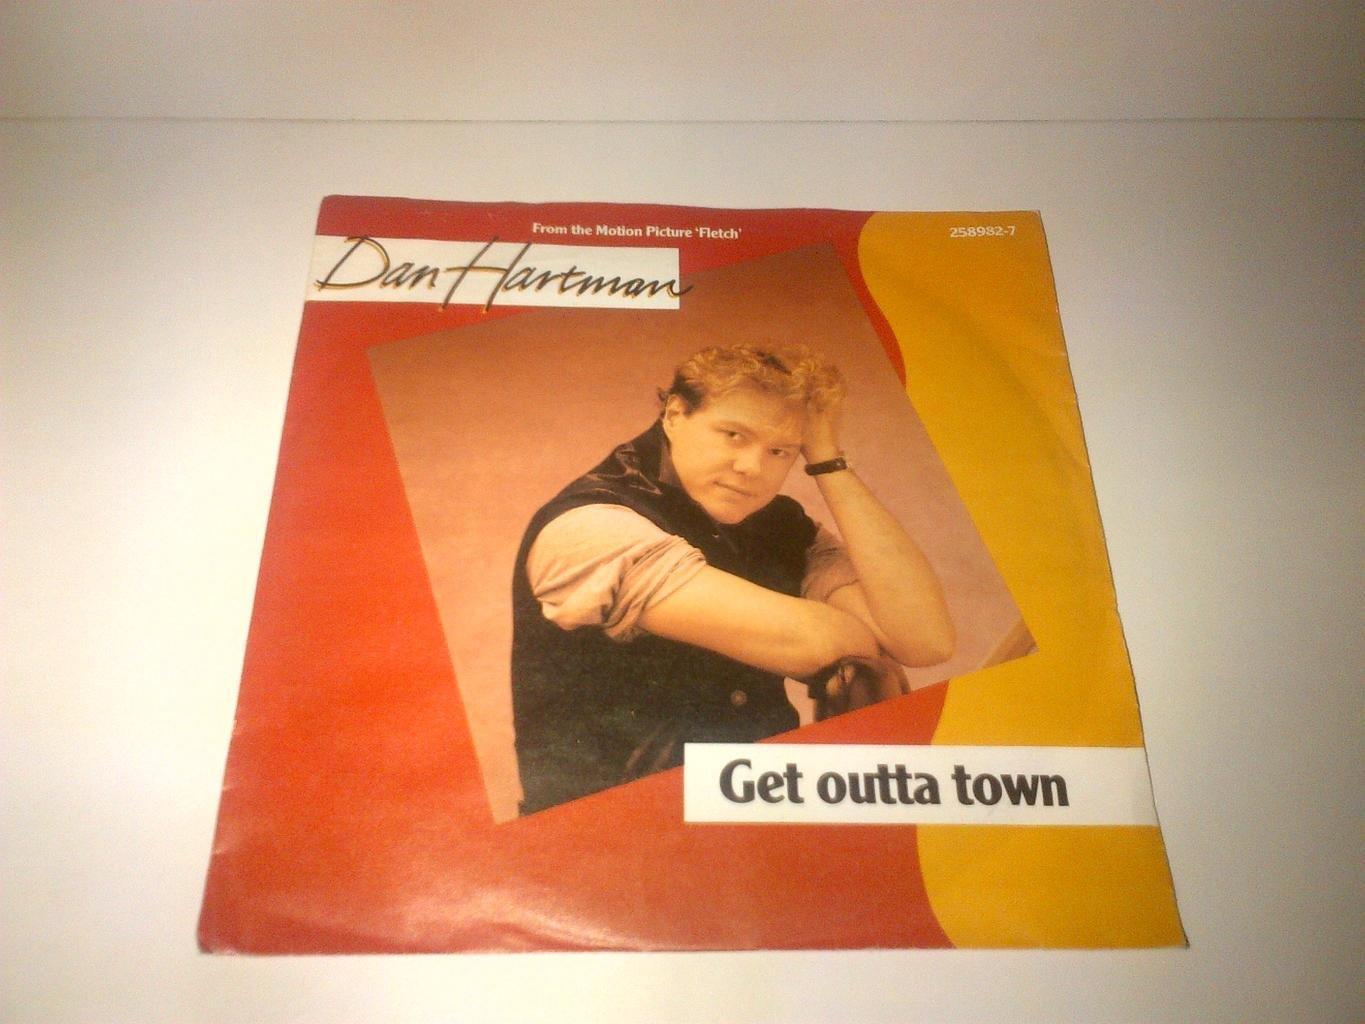 From the Motion Picture 'Fletch'
258982-7
Dan Hartman
Get outta town